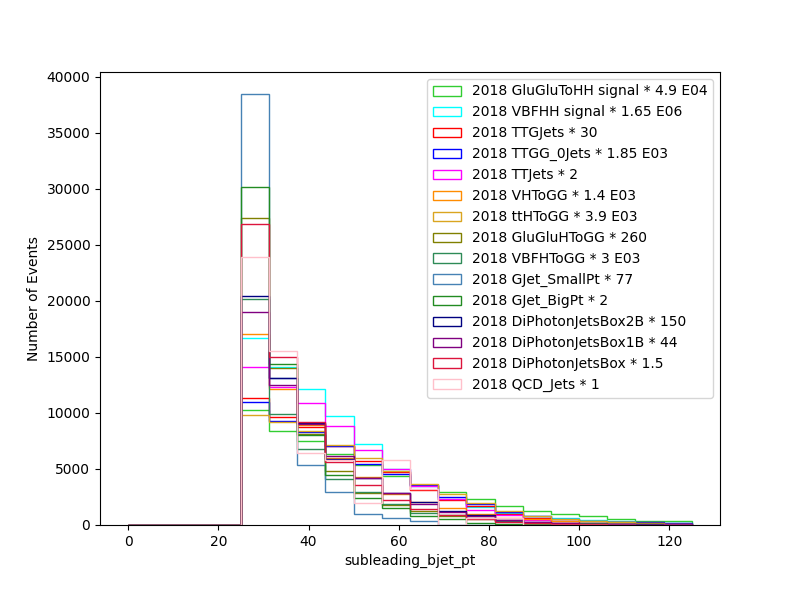 40000
35000
30000
25000
20000
15000
10000
5000
0
Number of Events
0
20
40
60
80
100
120
subleading_bjet_pt
2018 GluGluToHH signal * 4.9 E04
2018 VBFHH signal * 1.65 E06
2018 TTGJets * 30
2018 TTGG_0Jets * 1.85 E03
2018 TTJets * 2
2018 VHToGG * 1.4 E03
2018 ttHToGG * 3.9 E03
2018 GluGluHToGG * 260
2018 VBFHToGG * 3 E03
2018 GJet_SmallPt * 77
2018 GJet_BigPt * 2
2018 DiPhotonJetsBox2B * 150
2018 DiPhotonJetsBox1B * 44
2018 DiPhotonJetsBox * 1.5
2018 QCD_Jets * 1